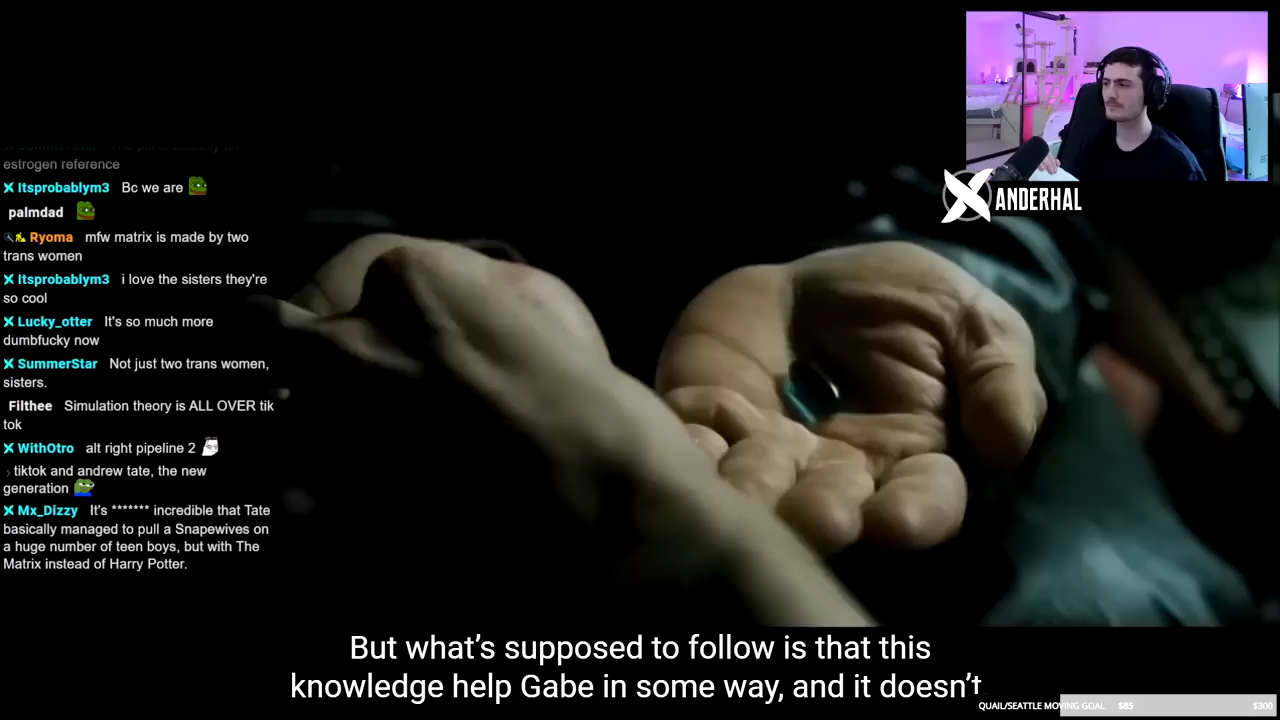 estrogen reference
Itsprobablym3 Bc we are
palmdad
Ryoma mfw matrix is made by two
trans women
Itsprobablym3 i love the sisters they're
so cool
Lucky_otter It's so much more
dumbfucky now
SummerStar Not just two trans women,
sisters.
Filthee Simulation theory is ALL OVER tik
tok
WithOtro alt right pipeline 2
tiktok and andrew tate, the new
generation
Mx_Dizzy It's ******* incredible that Tate
basically managed to pull a Snapewives on
a huge number of teen boys, but with The
Matrix instead of Harry Potter.
ANDERHAL
But what's supposed to follow is that this
knowledge help Gabe in some way, and it doesn't
QUAIL/SEATTLE MOVING GOAL $85 $300